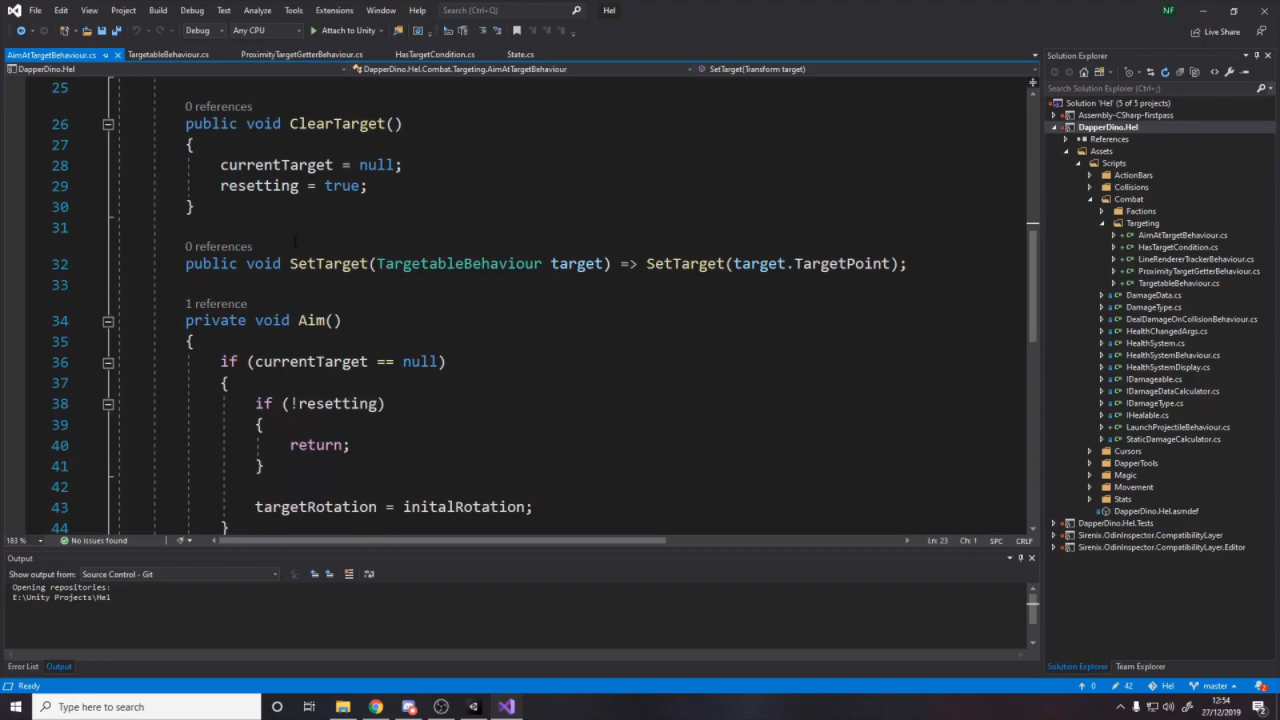 File Edit View Project Build Debug Test Analyze Tools Extensions Window Help Search (Ctrl+Q) Hel NF
Debug Any CPU Attach to Unity Live Share
AimAtTargetBehaviour.cs TargetableBehaviour.cs ProximityTargetGetterBehaviour.cs HasTargetCondition.cs State.cs
DapperDino.Hel DapperDino.Hel.Combat.Targeting.AimAtTargetBehaviour SetTarget(Transform target)
25
0 references
26 public void ClearTarget()
27 {
28 currentTarget = null;
29 resetting = true;
30 }
31
0 references
32 public void SetTarget(TargetableBehaviour target) => SetTarget(target.TargetPoint);
33
1 reference
34 private void Aim()
35 {
36 if (currentTarget == null)
37 {
38 if (!resetting)
39 {
40 return;
41 }
42
43 targetRotation = initalRotation;
44 }
183 % No issues found Ln: 23 Ch: 1 SPC CRLF
Output
Show output from: Source Control - Git
Opening repositories:
E:\Unity Projects\Hel
Error List Output
Solution Explorer
Search Solution Explorer (Ctrl+;)
Solution 'Hel' (5 of 5 projects)
Assembly-CSharp-firstpass
DapperDino.Hel
References
Assets
Scripts
ActionBars
Collisions
Combat
Factions
Targeting
AimAtTargetBehaviour.cs
HasTargetCondition.cs
LineRendererTrackerBehaviour.cs
ProximityTargetGetterBehaviour.cs
TargetableBehaviour.cs
DamageData.cs
DamageType.cs
DealDamageOnCollisionBehaviour.cs
HealthChangedArgs.cs
HealthSystem.cs
HealthSystemBehaviour.cs
HealthSystemDisplay.cs
IDamageable.cs
IDamageDataCalculator.cs
IDamageType.cs
IHealable.cs
LaunchProjectileBehaviour.cs
StaticDamageCalculator.cs
Cursors
DapperTools
Magic
Movement
Stats
DapperDino.Hel.asmdef
DapperDino.Hel.Tests
Sirenix.OdinInspector.CompatibilityLayer
Sirenix.OdinInspector.CompatibilityLayer.Editor
Solution Explorer Team Explorer
Ready 0 42 Hel master 2
Type here to search 12:54
27/12/2019 2